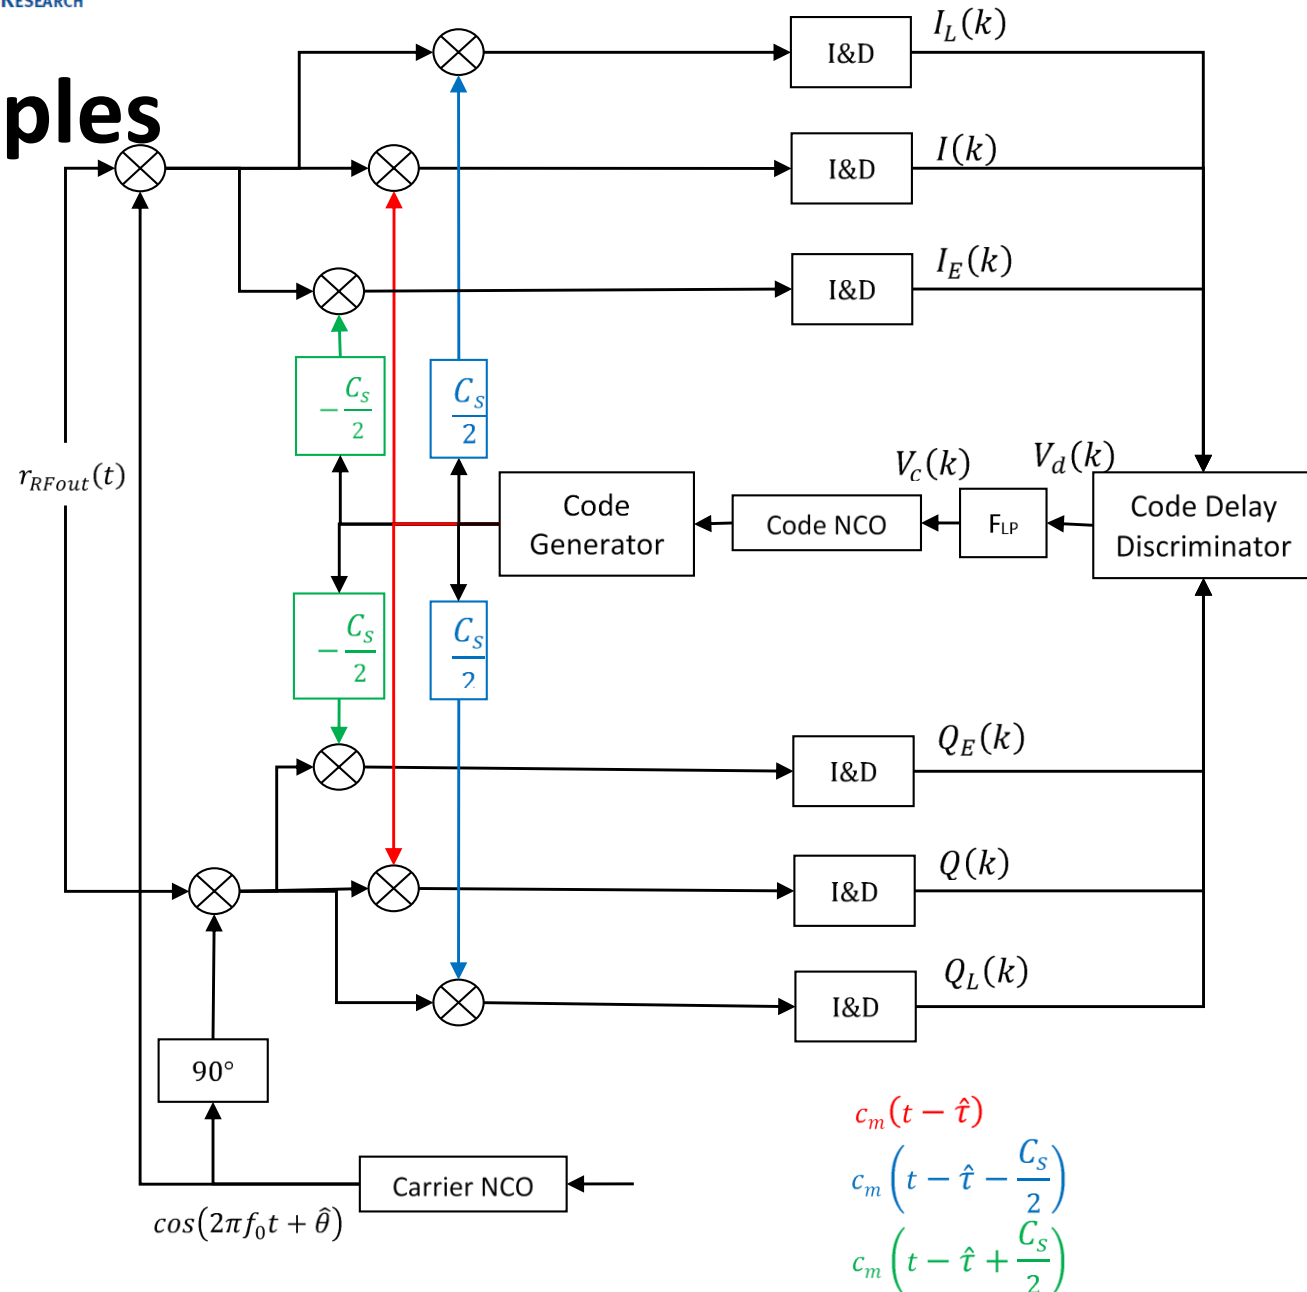 RESEARCH
ples
I_L(k)
I&D
I(k)
I&D
I_E(k)
I&D
− C_s/2
C_s/2
r_RFout(t)
Code Generator
Code NCO
V_c(k)
F_LP
V_d(k)
Code Delay Discriminator
− C_s/2
C_s/2
Q_E(k)
I&D
Q(k)
I&D
Q_L(k)
I&D
90°
Carrier NCO
cos(2πf_0t + θ̂)
c_m(t − τ̂)
c_m(t − τ̂ − C_s/2)
c_m(t − τ̂ + C_s/2)